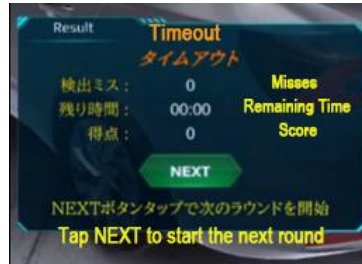 Result
Timeout
タイムアウト
検出ミス： 0 Misses
残り時間： 00:00 Remaining Time
得点： 0 Score
NEXT
NEXTボタンタップで次のラウンドを開始
Tap NEXT to start the next round